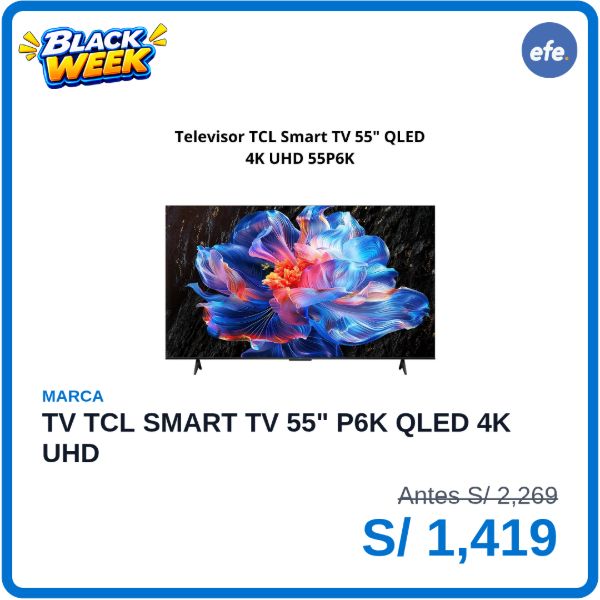 BLACK
WEEK
efe.
Televisor TCL Smart TV 55" QLED
4K UHD 55P6K
MARCA
TV TCL SMART TV 55" P6K QLED 4K
UHD
Antes S/ 2,269
S/ 1,419